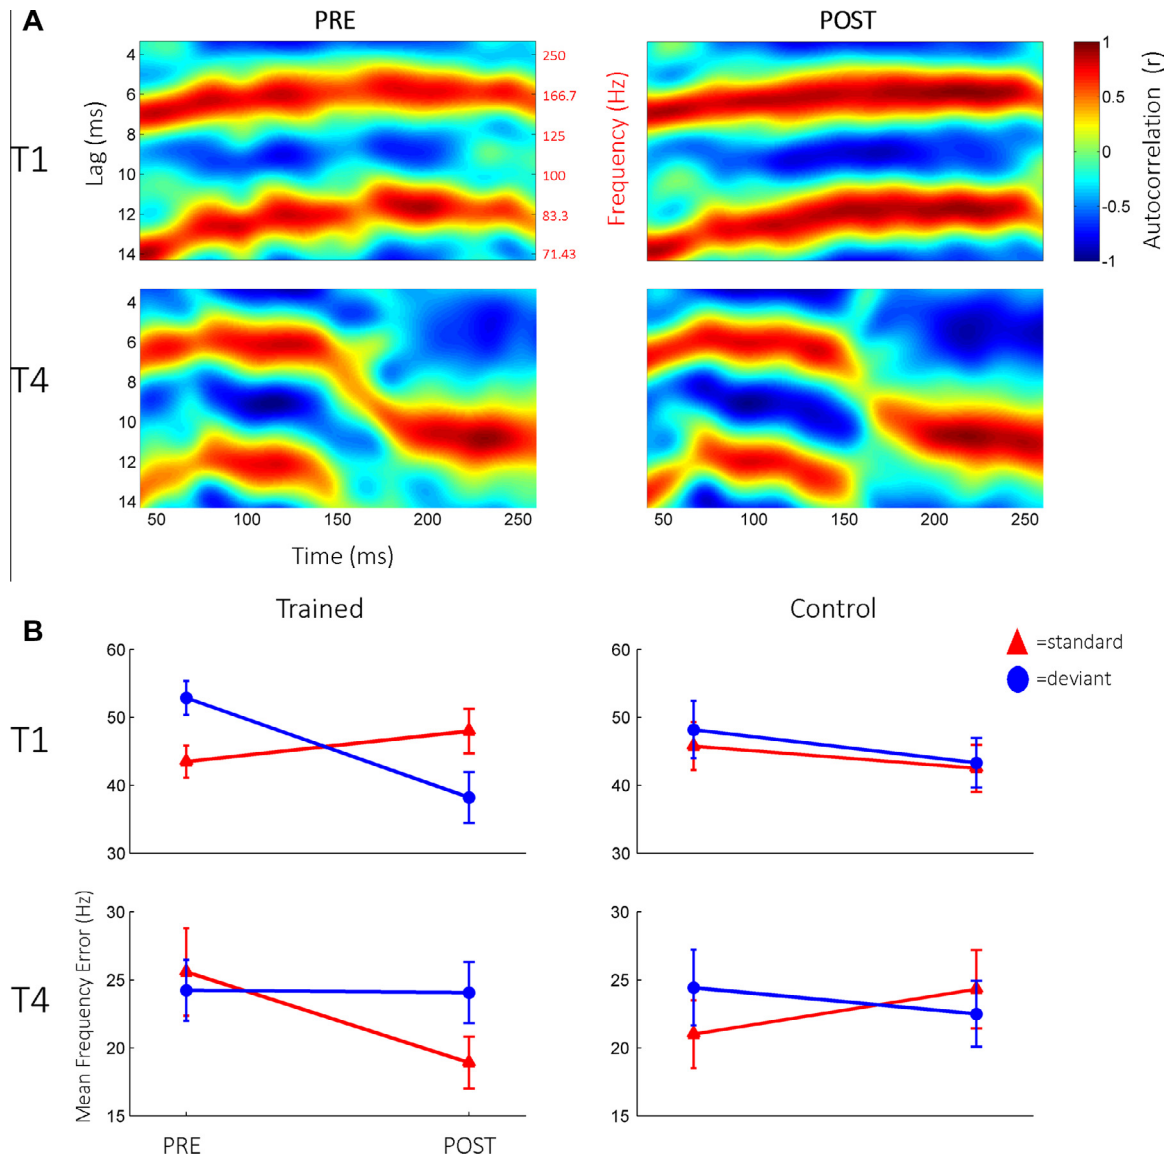 A
PRE
POST
T1
Lag (ms)
4
6
8
10
12
14
250
166.7
125
100
83.3
71.43
Frequency (Hz)
1
0.5
0
-0.5
-1
Autocorrelation (r)
T4
4
6
8
10
12
14
50 100 150 200 250
50 100 150 200 250
Time (ms)
B
Trained
Control
=standard
=deviant
T1
60
50
40
30
60
50
40
30
T4
Mean Frequency Error (Hz)
30
25
20
15
30
25
20
15
PRE
POST